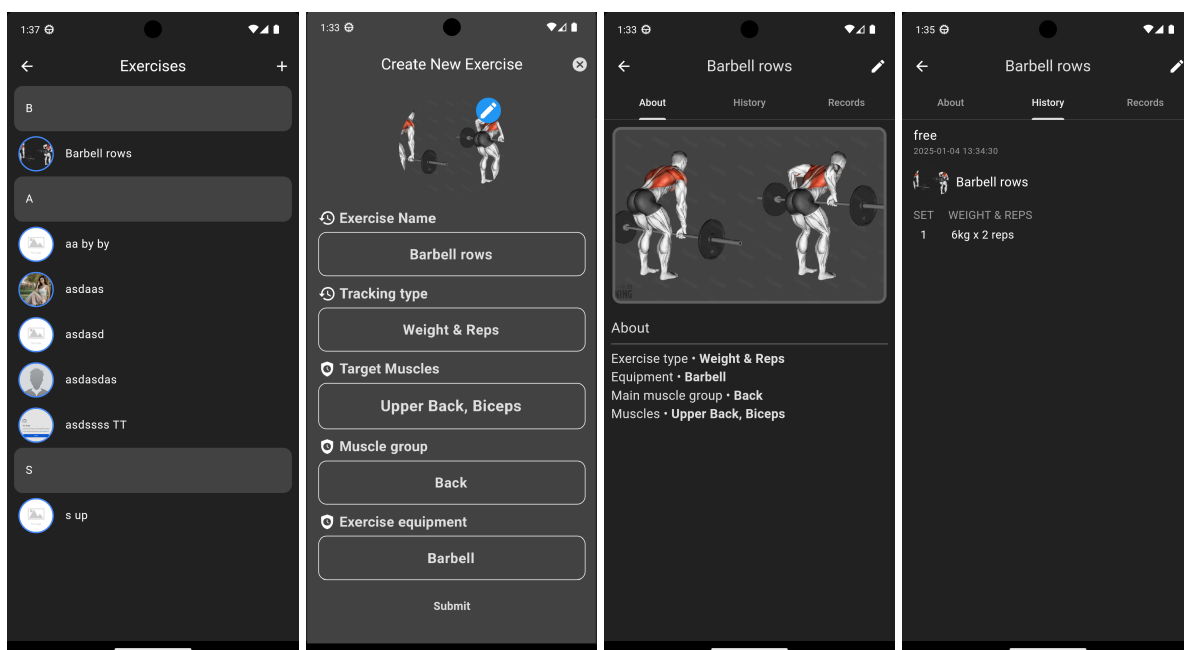 1:37
Exercises
B
Barbell rows
A
aa by by
asdaas
asdasd
asdasdas
asdssss TT
S
s up
1:33
Create New Exercise
Exercise Name
Barbell rows
Tracking type
Weight & Reps
Target Muscles
Upper Back, Biceps
Muscle group
Back
Exercise equipment
Barbell
Submit
1:33
Barbell rows
About History Records
About
Exercise type • Weight & Reps
Equipment • Barbell
Main muscle group • Back
Muscles • Upper Back, Biceps
1:35
Barbell rows
About History Records
free
2025-01-04 13:34:30
Barbell rows
SET WEIGHT & REPS
1 6kg x 2 reps